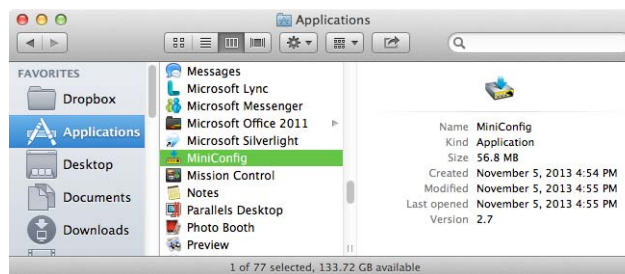 Applications
FAVORITES
Dropbox
Applications
Desktop
Documents
Downloads
Messages
Microsoft Lync
Microsoft Messenger
Microsoft Office 2011
Microsoft Silverlight
MiniConfig
Mission Control
Notes
Parallels Desktop
Photo Booth
Preview
Name MiniConfig
Kind Application
Size 56.8 MB
Created November 5, 2013 4:54 PM
Modified November 5, 2013 4:55 PM
Last opened November 5, 2013 4:55 PM
Version 2.7
1 of 77 selected, 133.72 GB available